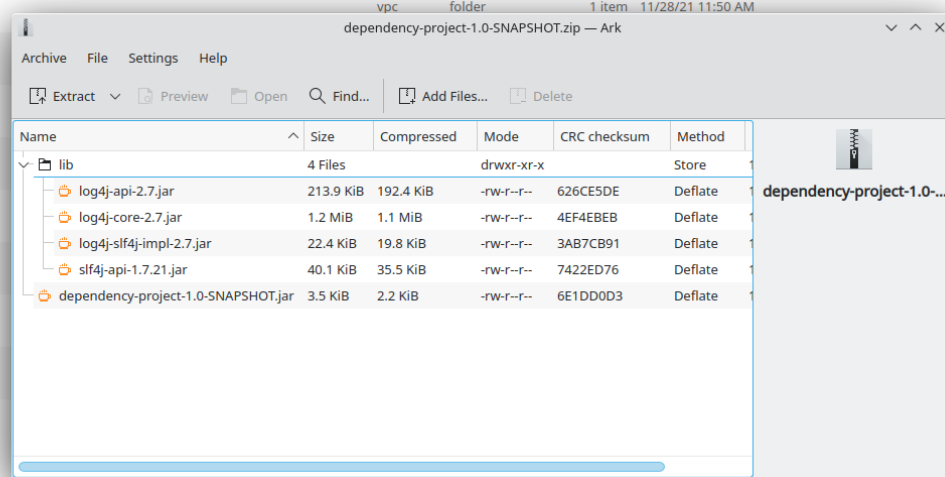 vpc folder 1 item 11/28/21 11:50 AM
dependency-project-1.0-SNAPSHOT.zip — Ark
Archive File Settings Help
Extract Preview Open Find... Add Files... Delete
Name Size Compressed Mode CRC checksum Method
lib 4 Files drwxr-xr-x Store 1
log4j-api-2.7.jar 213.9 KiB 192.4 KiB -rw-r--r-- 626CE5DE Deflate 1
log4j-core-2.7.jar 1.2 MiB 1.1 MiB -rw-r--r-- 4EF4EBEB Deflate 1
log4j-slf4j-impl-2.7.jar 22.4 KiB 19.8 KiB -rw-r--r-- 3AB7CB91 Deflate 1
slf4j-api-1.7.21.jar 40.1 KiB 35.5 KiB -rw-r--r-- 7422ED76 Deflate 1
dependency-project-1.0-SNAPSHOT.jar 3.5 KiB 2.2 KiB -rw-r--r-- 6E1DD0D3 Deflate 1
dependency-project-1.0-...